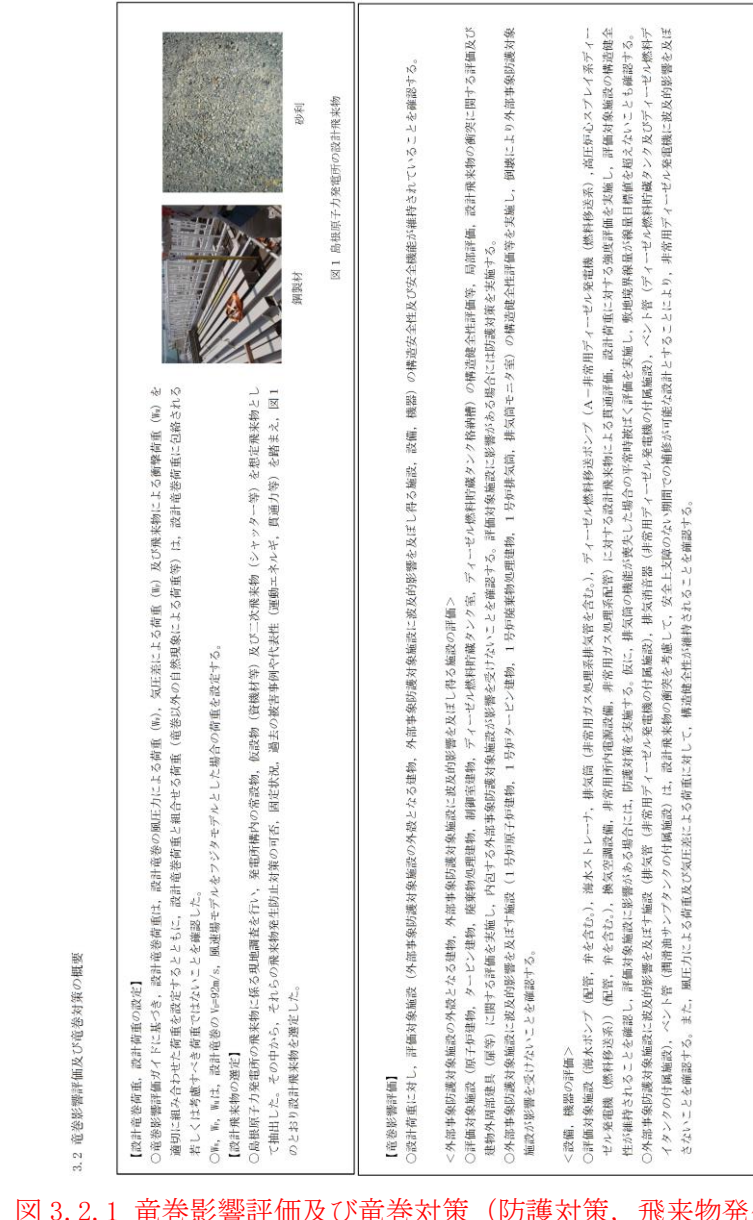 3.2 竜巻影響評価及び竜巻対策の概要
【設計竜巻荷重，設計荷重の設定】
○竜巻影響評価ガイドに基づき，設計竜巻荷重は，設計竜巻の風圧力による荷重（Ww），気圧差による荷重（Wp）及び飛来物による衝撃荷重（WM）を
適切に組み合わせた荷重を設定するとともに，設計竜巻荷重と組合せる荷重（竜巻以外の自然現象による荷重等）は，設計竜巻荷重に包絡される
若しくは考慮すべき荷重ではないことを確認した。
○Ww，Wp，WMは，設計竜巻のVD=92m/s，風速場モデルをフジタモデルとした場合の荷重を設定する。
【設計飛来物の選定】
○島根原子力発電所の飛来物に係る現地調査を行い，発電所構内の常設物，仮設物（資機材等）及び二次飛来物（シャッター等）を想定飛来物とし
て抽出した。その中から，それらの飛来物発生防止対策の可否，固定状況，過去の被害事例や代表性（運動エネルギ，貫通力等）を踏まえ，図1
のとおり設計飛来物を選定した。
鋼製材
砂利
図1 島根原子力発電所の設計飛来物
【竜巻影響評価】
○設計荷重に対し，評価対象施設（外部事象防護対象施設の外殻となる建物，外部事象防護対象施設に波及的影響を及ぼし得る施設，設備，機器）の構造安全性及び安全機能が維持されていることを確認する。
＜外部事象防護対象施設の外殻となる建物，外部事象防護対象施設に波及的影響を及ぼし得る施設の評価＞
○評価対象施設（原子炉建物，タービン建物，廃棄物処理建物，制御室建物，ディーゼル燃料貯蔵タンク室，ディーゼル燃料貯蔵タンク格納槽）の構造健全性評価等，局部評価，設計飛来物の衝突に関する評価及び
建物外周部建具（扉等）に関する評価を実施し，内包する外部事象防護対象施設が影響を受けないことを確認する。評価対象施設に影響がある場合には防護対策を実施する。
○外部事象防護対象施設に波及的影響を及ぼす施設（1号炉原子炉建物，1号炉タービン建物，1号炉廃棄物処理建物，1号炉排気筒，排気筒モニタ室）の構造健全性評価等を実施し，倒壊により外部事象防護対象
施設が影響を受けないことを確認する。
＜設備，機器の評価＞
○評価対象施設（海水ポンプ（配管，弁を含む。），海水ストレーナ，排気筒（非常用ガス処理系排気管を含む。），ディーゼル燃料移送ポンプ（A－非常用ディーゼル発電機（燃料移送系），高圧炉心スプレイ系ディー
ゼル発電機（燃料移送系））（配管，弁を含む。），換気空調設備，非常用所内電源設備，非常用ガス処理系配管）に対する設計飛来物による貫通評価，設計荷重に対する強度評価を実施し，評価対象施設の構造健全
性が維持されることを確認し，評価対象施設に影響がある場合には，防護対策を実施する。仮に，排気筒の機能が喪失した場合の平常時被ばく評価を実施し，敷地境界線量が線量目標値を超えないことも確認する。
○外部事象防護対象施設に波及的影響を及ぼす施設（排気管（非常用ディーゼル発電機の付属施設），排気消音器（非常用ディーゼル発電機の付属施設），ベント管（ディーゼル燃料貯蔵タンク及びディーゼル燃料デ
イタンクの付属施設），ベント管（潤滑油サンプタンクの付属施設）は，設計飛来物の衝突を考慮して，安全上支障のない期間での補修が可能な設計とすることにより，非常用ディーゼル発電機に波及的影響を及ぼ
さないことを確認する。また，風圧力による荷重及び気圧差による荷重に対して，構造健全性が維持されることを確認する。
図 3.2.1 竜巻影響評価及び竜巻対策（防護対策，飛来物発